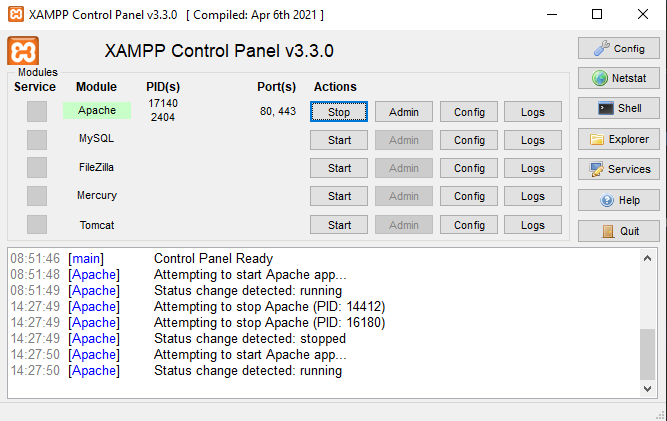 XAMPP Control Panel v3.3.0 [ Compiled: Apr 6th 2021 ]
XAMPP Control Panel v3.3.0
Config
Modules
Service Module PID(s) Port(s) Actions
Netstat
Apache 17140 2404 80, 443 Stop Admin Config Logs
Shell
MySQL Start Admin Config Logs
Explorer
FileZilla Start Admin Config Logs
Services
Mercury Start Admin Config Logs
Help
Tomcat Start Admin Config Logs
Quit
08:51:46 [main] Control Panel Ready
08:51:48 [Apache] Attempting to start Apache app...
08:51:49 [Apache] Status change detected: running
14:27:49 [Apache] Attempting to stop Apache (PID: 14412)
14:27:49 [Apache] Attempting to stop Apache (PID: 16180)
14:27:49 [Apache] Status change detected: stopped
14:27:50 [Apache] Attempting to start Apache app...
14:27:50 [Apache] Status change detected: running